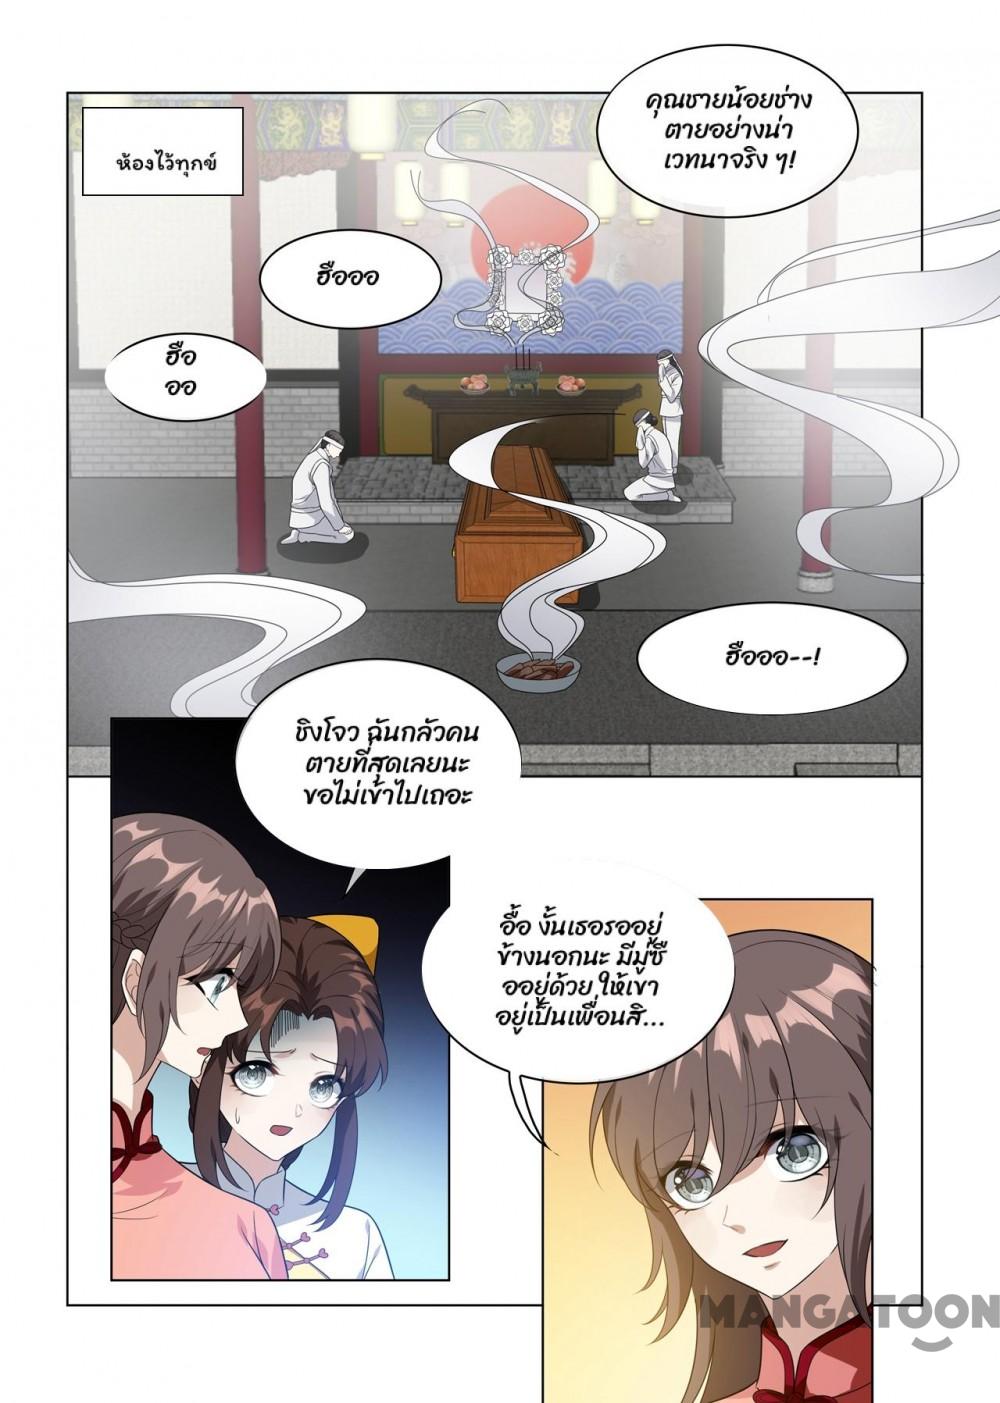 คุณชายน้อยช่าง
ตายอย่างน่า
เวทนาจริง ๆ!
ห้องไว้ทุกข์
ฮือออ
ฮือ
ออ
ฮือออ--!
ชิงโจว ฉันกลัวคน
ตายที่สุดเลยนะ
ขอไม่เข้าไปเถอะ
อื้อ งั้นเธอรออยู่
ข้างนอกนะ มีมู่ซื
ออยู่ด้วย ให้เขา
อยู่เป็นเพื่อนสิ...
MANGATOON